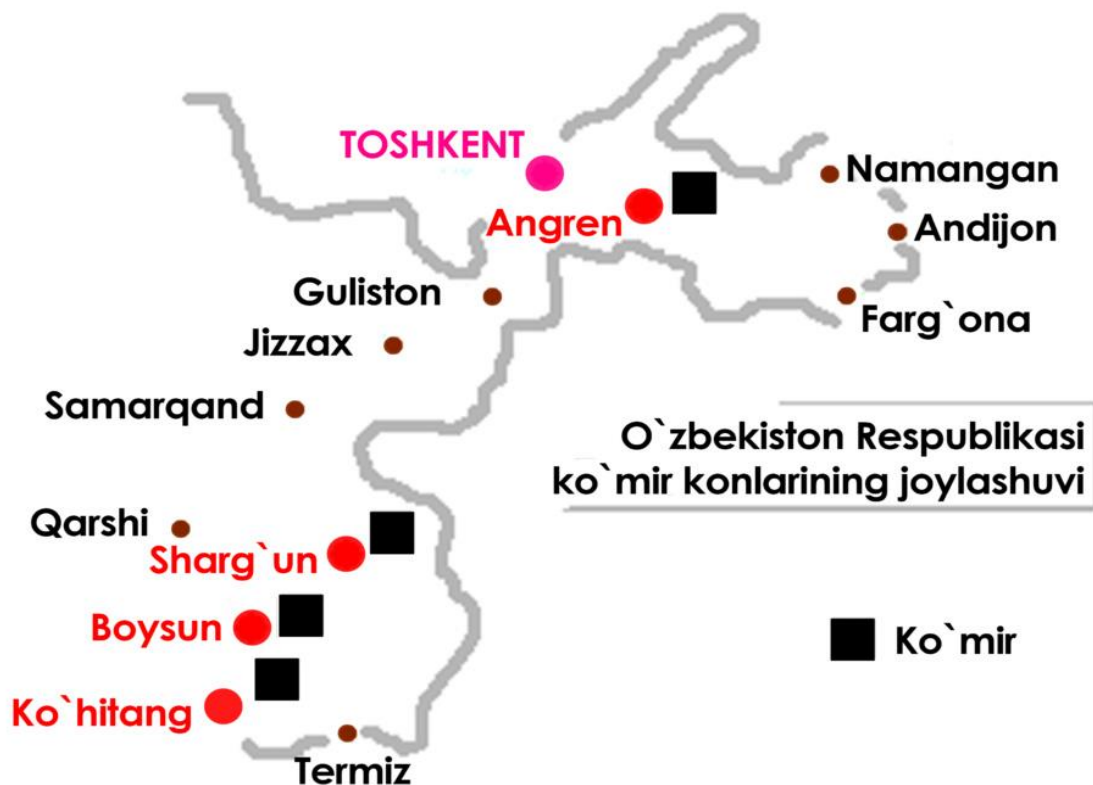 TOSHKENT
Namangan
Angren
Andijon
Guliston
Farg`ona
Jizzax
Samarqand
O`zbekiston Respublikasi
ko`mir konlarining joylashuvi
Qarshi
Sharg`un
Boysun
Ko`mir
Ko`hitang
Termiz